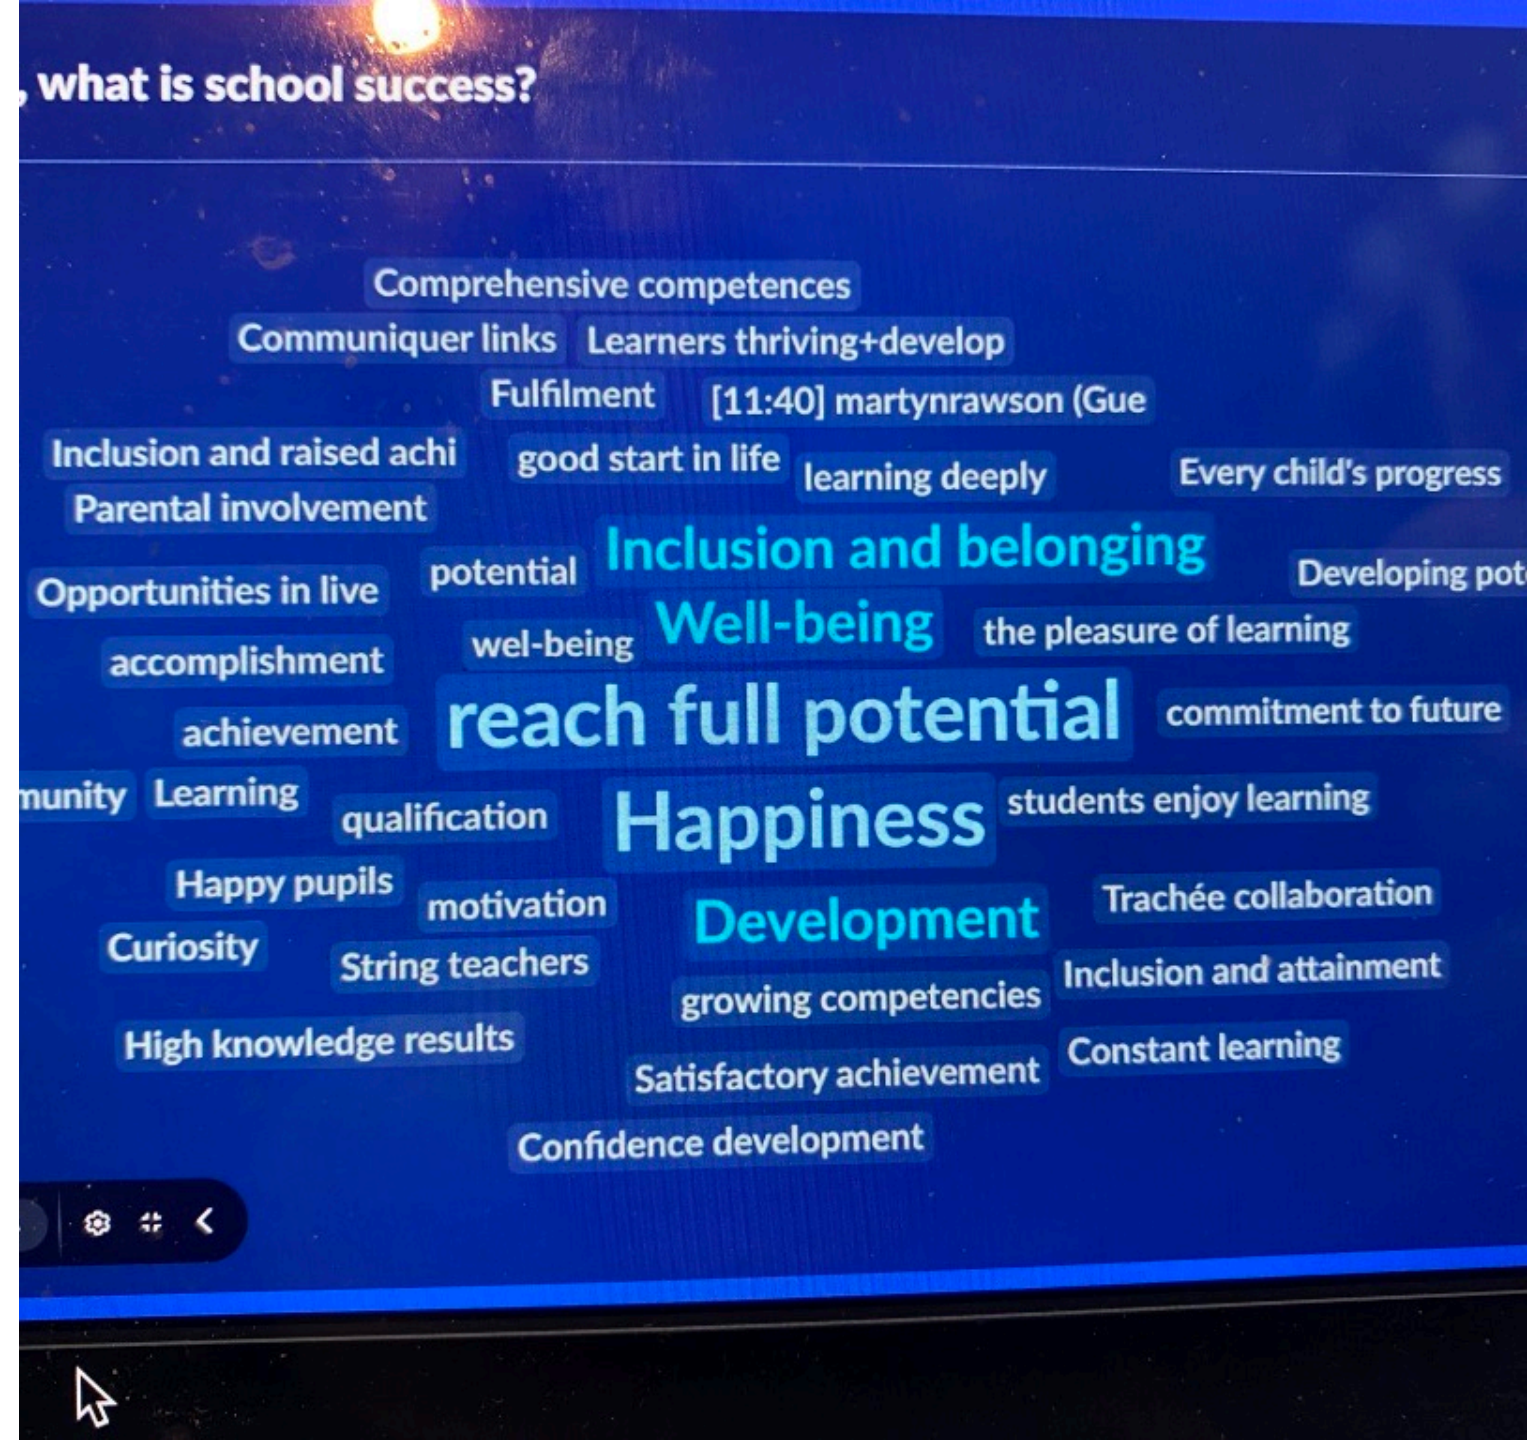 , what is school success?
Comprehensive competences
Communiquer links
Learners thriving+develop
Fulfilment
[11:40] martynrawson (Gue
Inclusion and raised achi
good start in life
learning deeply
Every child's progress
Parental involvement
Inclusion and belonging
potential
Developing pot
Opportunities in live
Well-being
wel-being
the pleasure of learning
accomplishment
reach full potential
commitment to future
achievement
munity
Learning
qualification
Happiness
students enjoy learning
Happy pupils
motivation
Development
Trachée collaboration
Curiosity
String teachers
growing competencies
Inclusion and attainment
High knowledge results
Satisfactory achievement
Constant learning
Confidence development